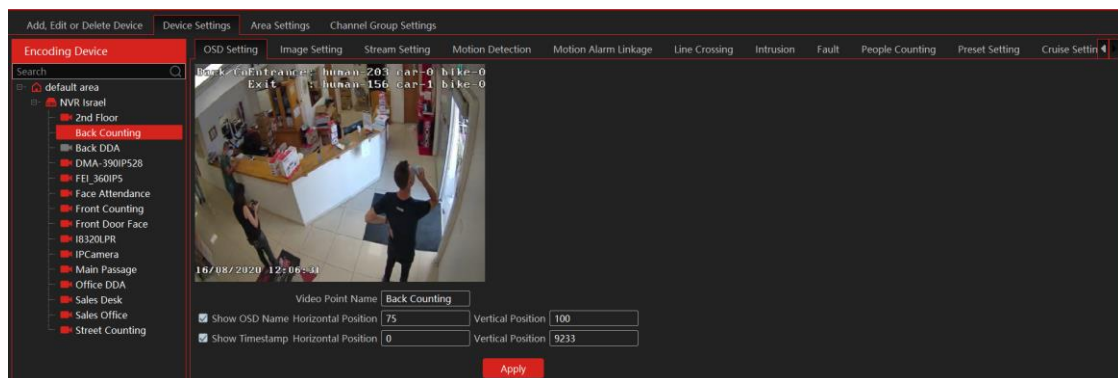 Add, Edit or Delete Device Device Settings Area Settings Channel Group Settings
Encoding Device
OSD Setting Image Setting Stream Setting Motion Detection Motion Alarm Linkage Line Crossing Intrusion Fault People Counting Preset Setting Cruise Settin
Search
default area
NVR Israel
2nd Floor
Back Counting
Back DDA
DMA-390IP528
FEI_360IP5
Face Attendance
Front Counting
Front Door Face
I8320LPR
IPCamera
Main Passage
Office DDA
Sales Desk
Sales Office
Street Counting
Entrance: human-203 car-0 bike-0
Exit : human-156 car-1 bike-0
16/08/2020 12:06:31
Video Point Name Back Counting
Show OSD Name Horizontal Position 75 Vertical Position 100
Show Timestamp Horizontal Position 0 Vertical Position 9233
Apply